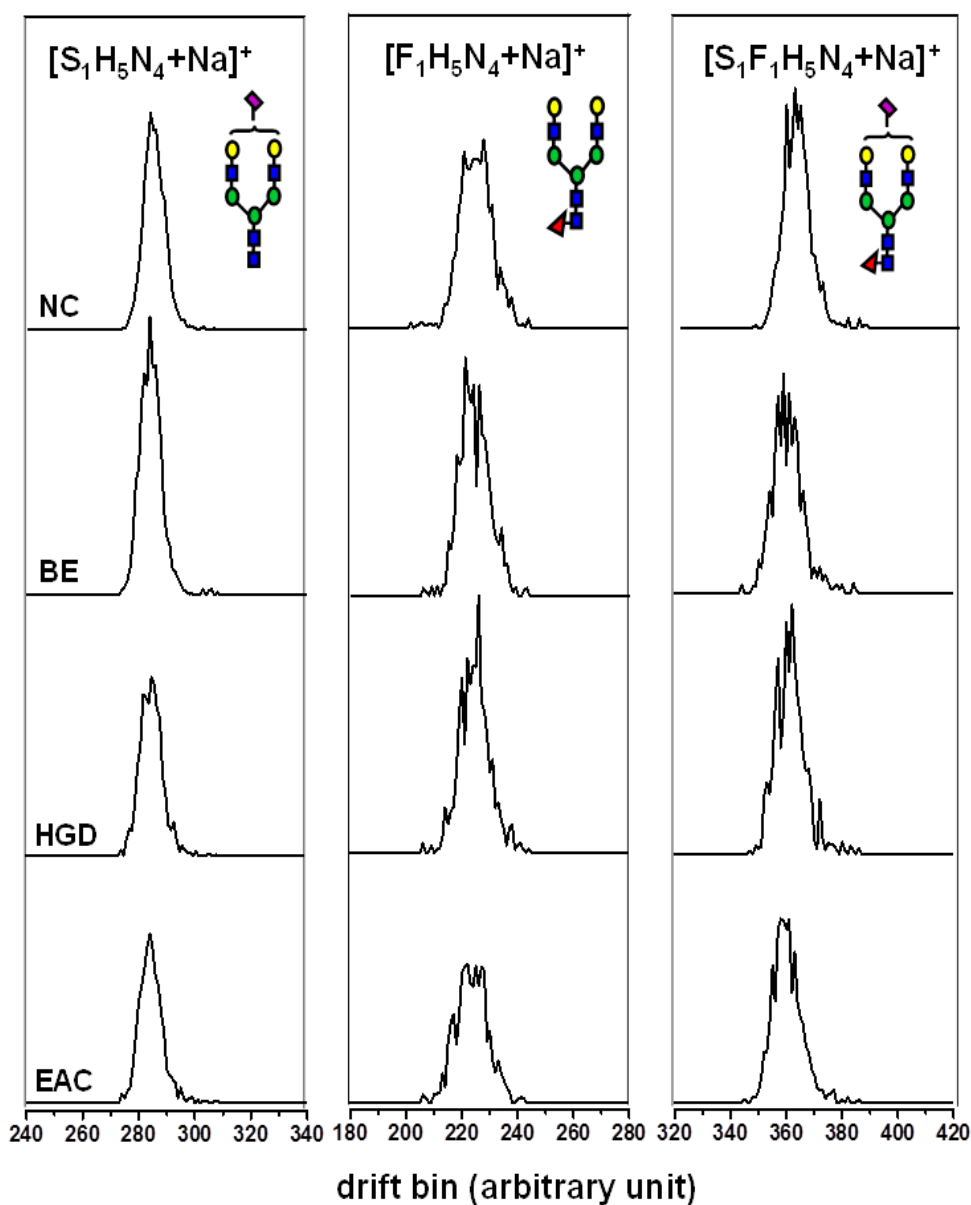 [S₁H₅N₄+Na]⁺ [F₁H₅N₄+Na]⁺ [S₁F₁H₅N₄+Na]⁺
NC
BE
HGD
EAC
240 260 280 300 320 340 180 200 220 240 260 280 320 340 360 380 400 420
drift bin (arbitrary unit)